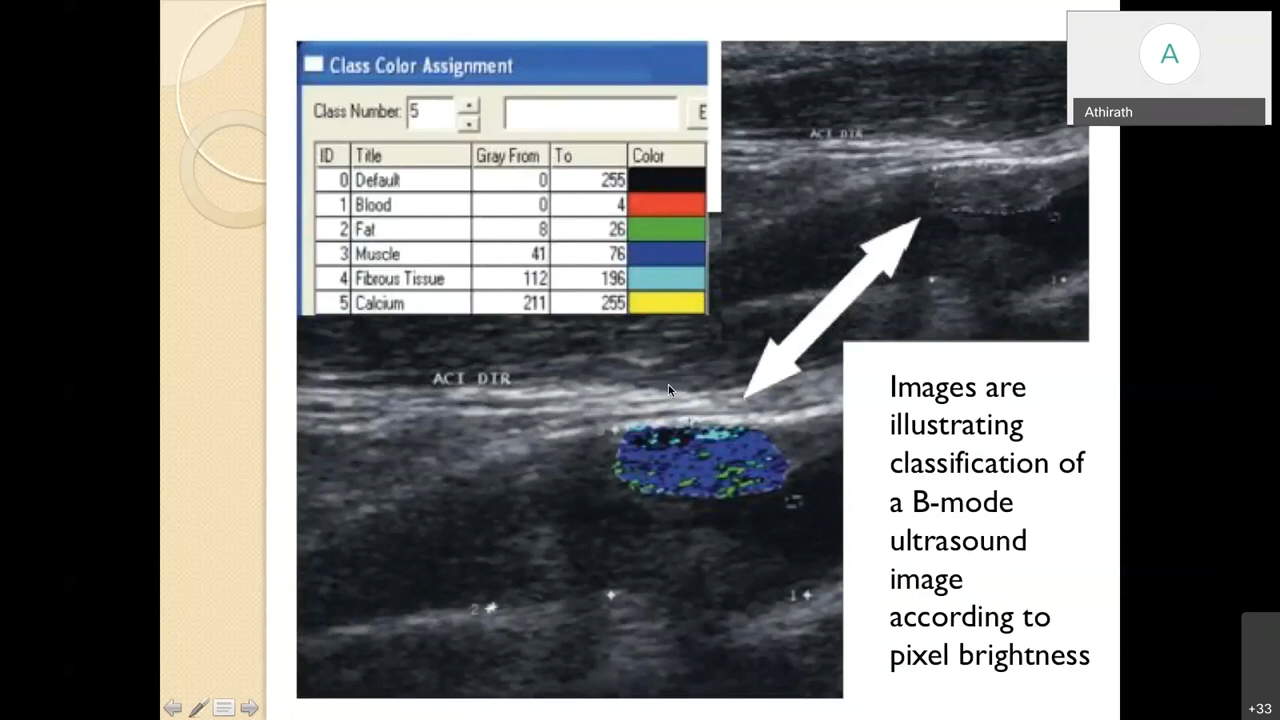 Class Color Assignment
Class Number: 5
E
ID Title Gray From To Color
0 Default 0 255
1 Blood 0 4
2 Fat 8 26
3 Muscle 41 76
4 Fibrous Tissue 112 196
5 Calcium 211 255
ACI DIR
A
Athirath
ACI DIR
2
1
Images are
illustrating
classification of
a B-mode
ultrasound
image
according to
pixel brightness
+33